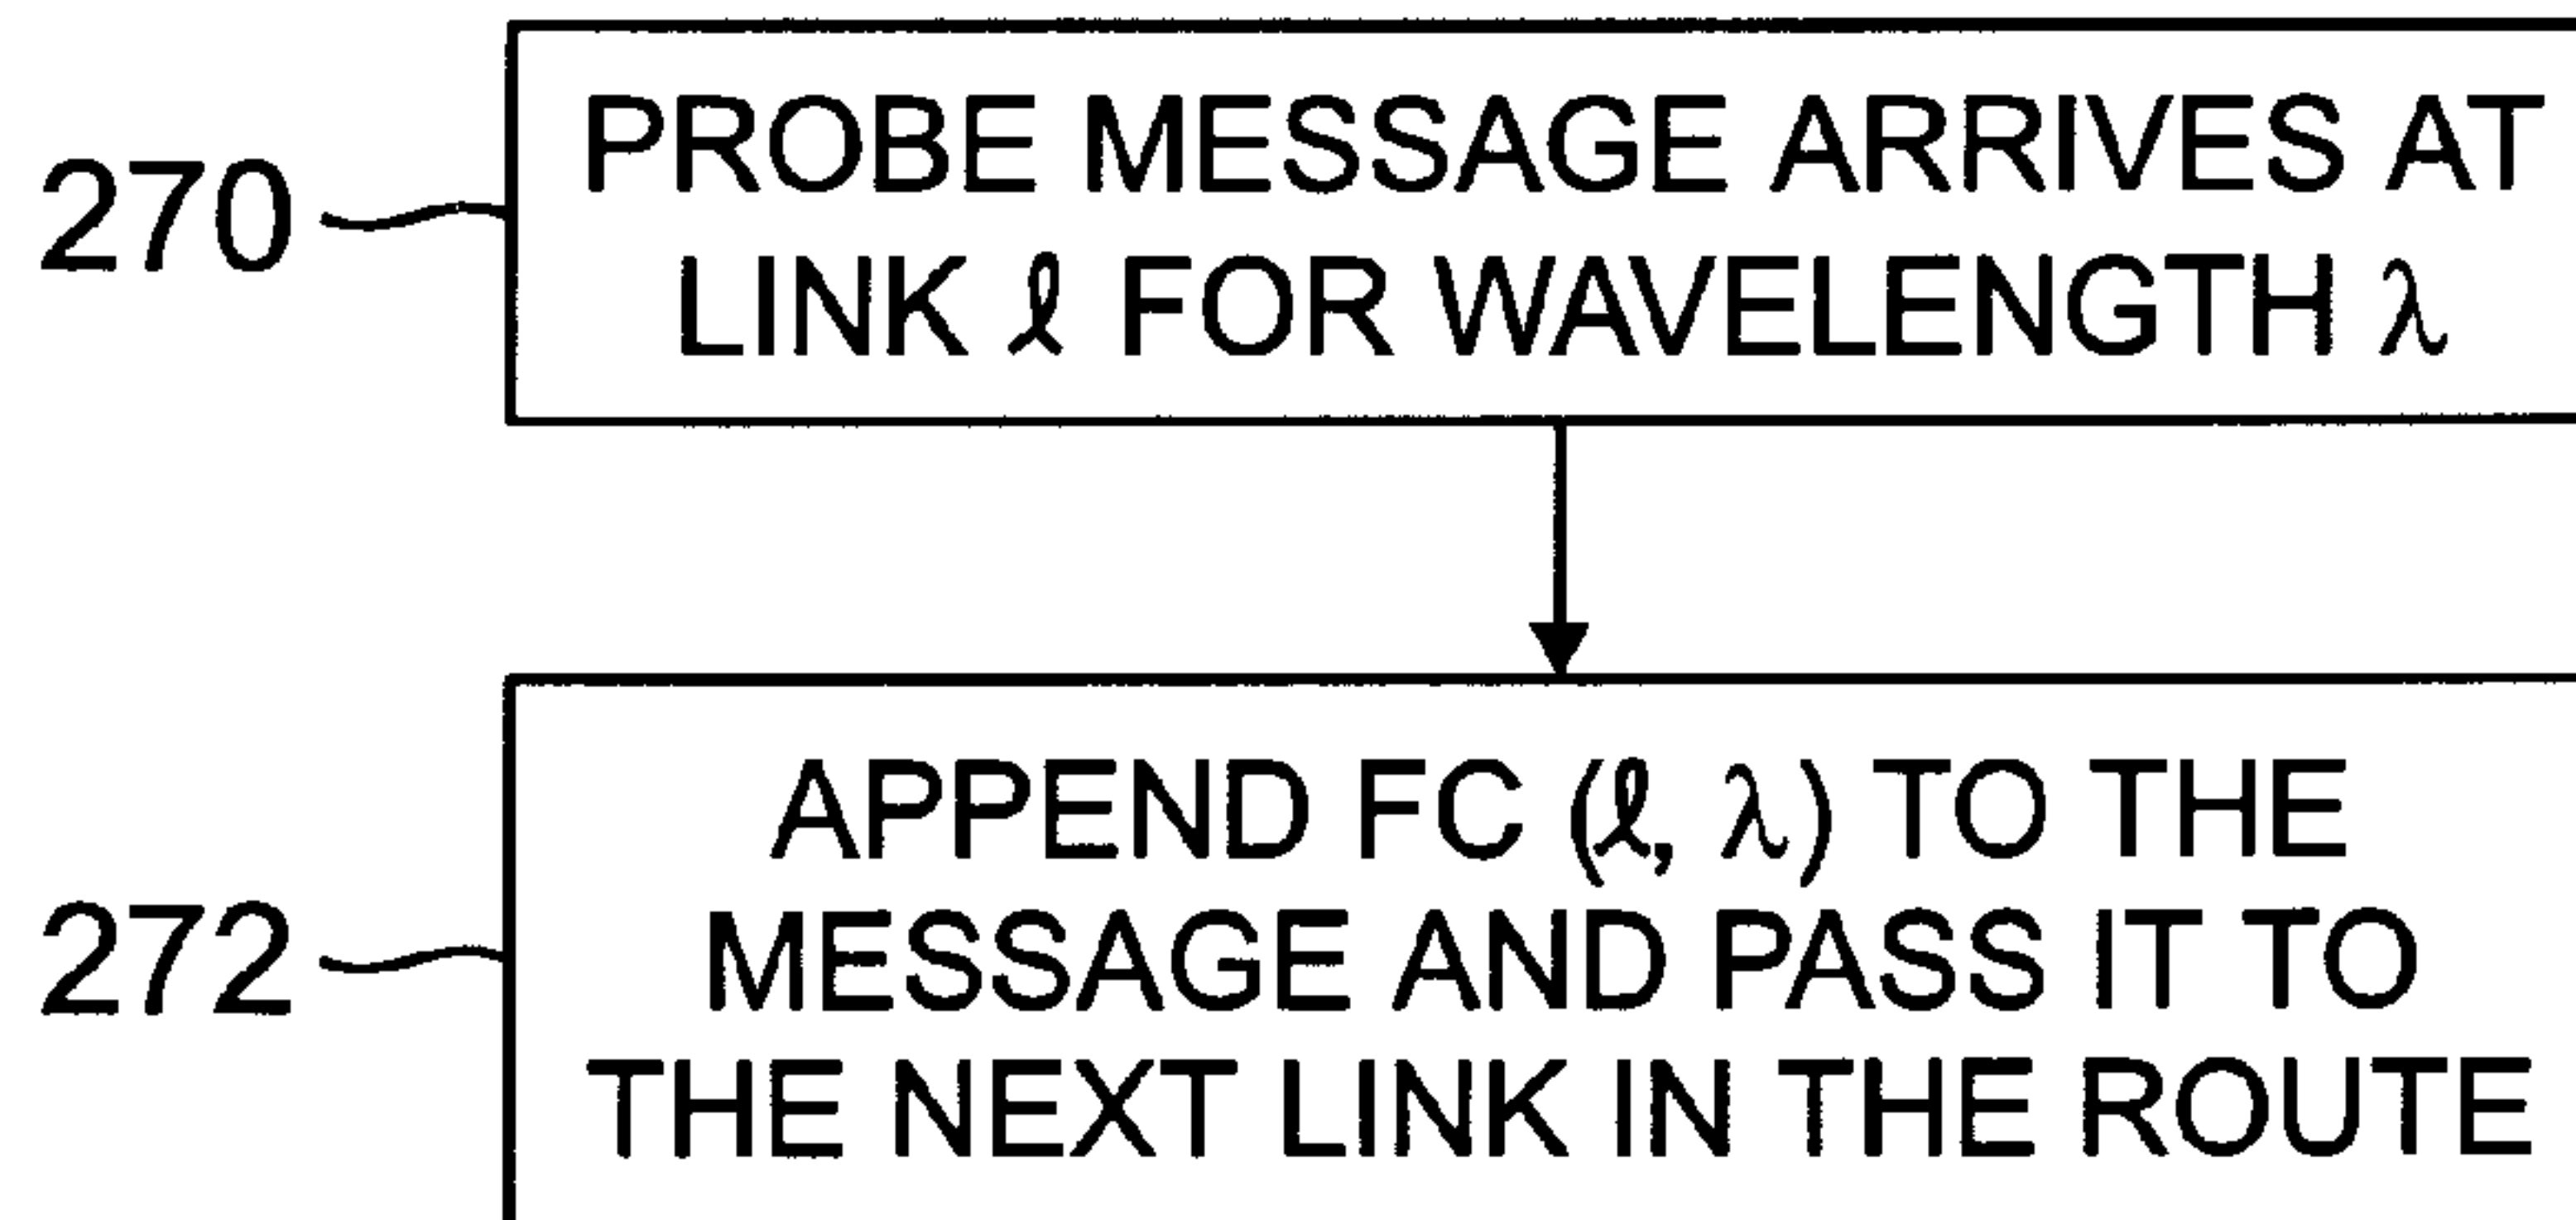 270
PROBE MESSAGE ARRIVES AT
LINK ℓ FOR WAVELENGTH λ
272
APPEND FC (ℓ, λ) TO THE
MESSAGE AND PASS IT TO
THE NEXT LINK IN THE ROUTE